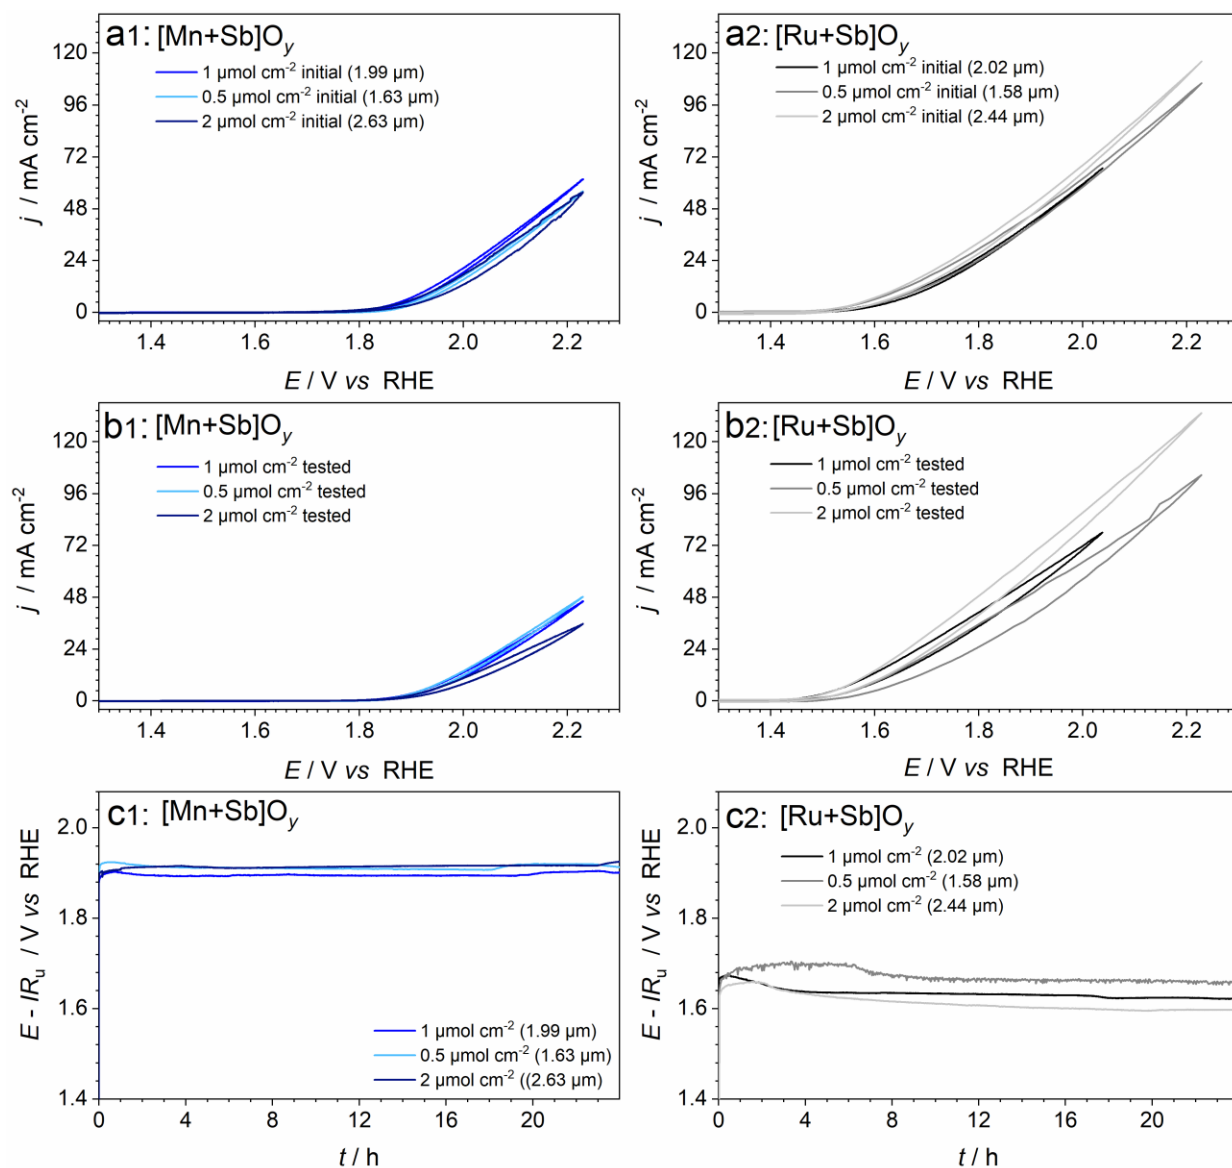 a1: [Mn+Sb]Oy
1 μmol cm⁻² initial (1.99 μm)
0.5 μmol cm⁻² initial (1.63 μm)
2 μmol cm⁻² initial (2.63 μm)
j / mA cm⁻²
120
96
72
48
24
0
1.4 1.6 1.8 2.0 2.2
E / V vs RHE
a2: [Ru+Sb]Oy
1 μmol cm⁻² initial (2.02 μm)
0.5 μmol cm⁻² initial (1.58 μm)
2 μmol cm⁻² initial (2.44 μm)
j / mA cm⁻²
120
96
72
48
24
0
1.4 1.6 1.8 2.0 2.2
E / V vs RHE
b1: [Mn+Sb]Oy
1 μmol cm⁻² tested
0.5 μmol cm⁻² tested
2 μmol cm⁻² tested
j / mA cm⁻²
120
96
72
48
24
0
1.4 1.6 1.8 2.0 2.2
E / V vs RHE
b2: [Ru+Sb]Oy
1 μmol cm⁻² tested
0.5 μmol cm⁻² tested
2 μmol cm⁻² tested
j / mA cm⁻²
120
96
72
48
24
0
1.4 1.6 1.8 2.0 2.2
E / V vs RHE
c1: [Mn+Sb]Oy
E - IRu / V vs RHE
2.0
1.8
1.6
1.4
1 μmol cm⁻² (1.99 μm)
0.5 μmol cm⁻² (1.63 μm)
2 μmol cm⁻² ((2.63 μm)
0 4 8 12 16 20
t / h
c2: [Ru+Sb]Oy
1 μmol cm⁻² (2.02 μm)
0.5 μmol cm⁻² (1.58 μm)
2 μmol cm⁻² (2.44 μm)
E - IRu / V vs RHE
2.0
1.8
1.6
1.4
0 4 8 12 16 20
t / h